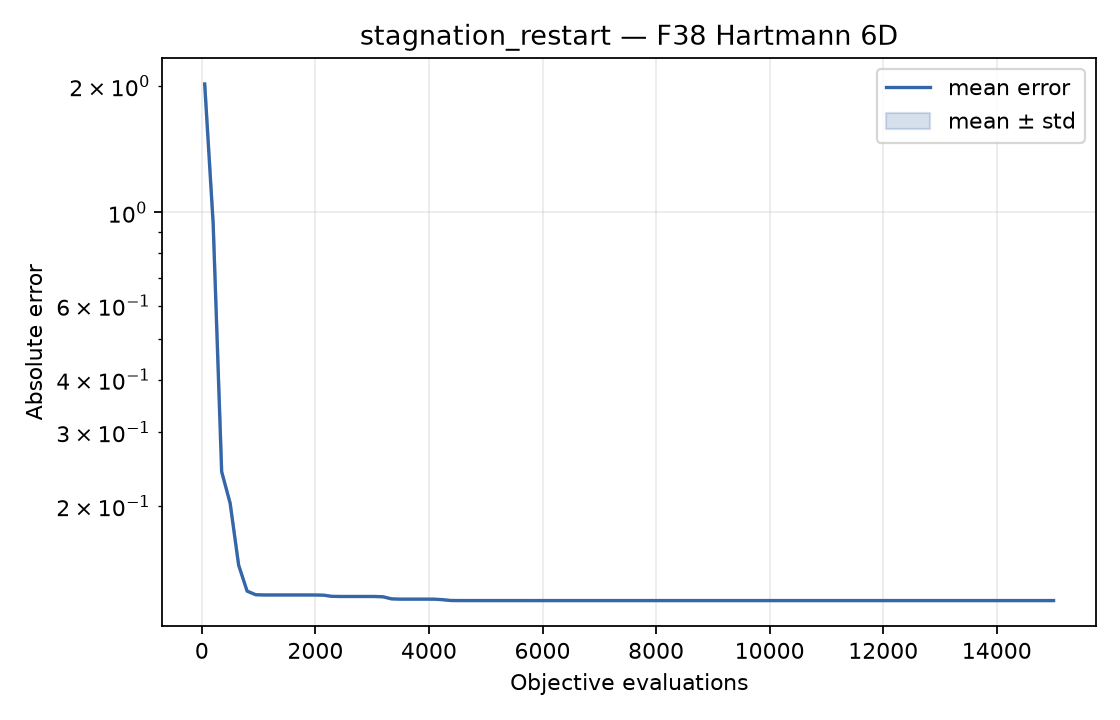 stagnation_restart — F38 Hartmann 6D
mean error
mean ± std
Absolute error
2 × 10⁰
10⁰
6 × 10⁻¹
4 × 10⁻¹
3 × 10⁻¹
2 × 10⁻¹
0 2000 4000 6000 8000 10000 12000 14000
Objective evaluations